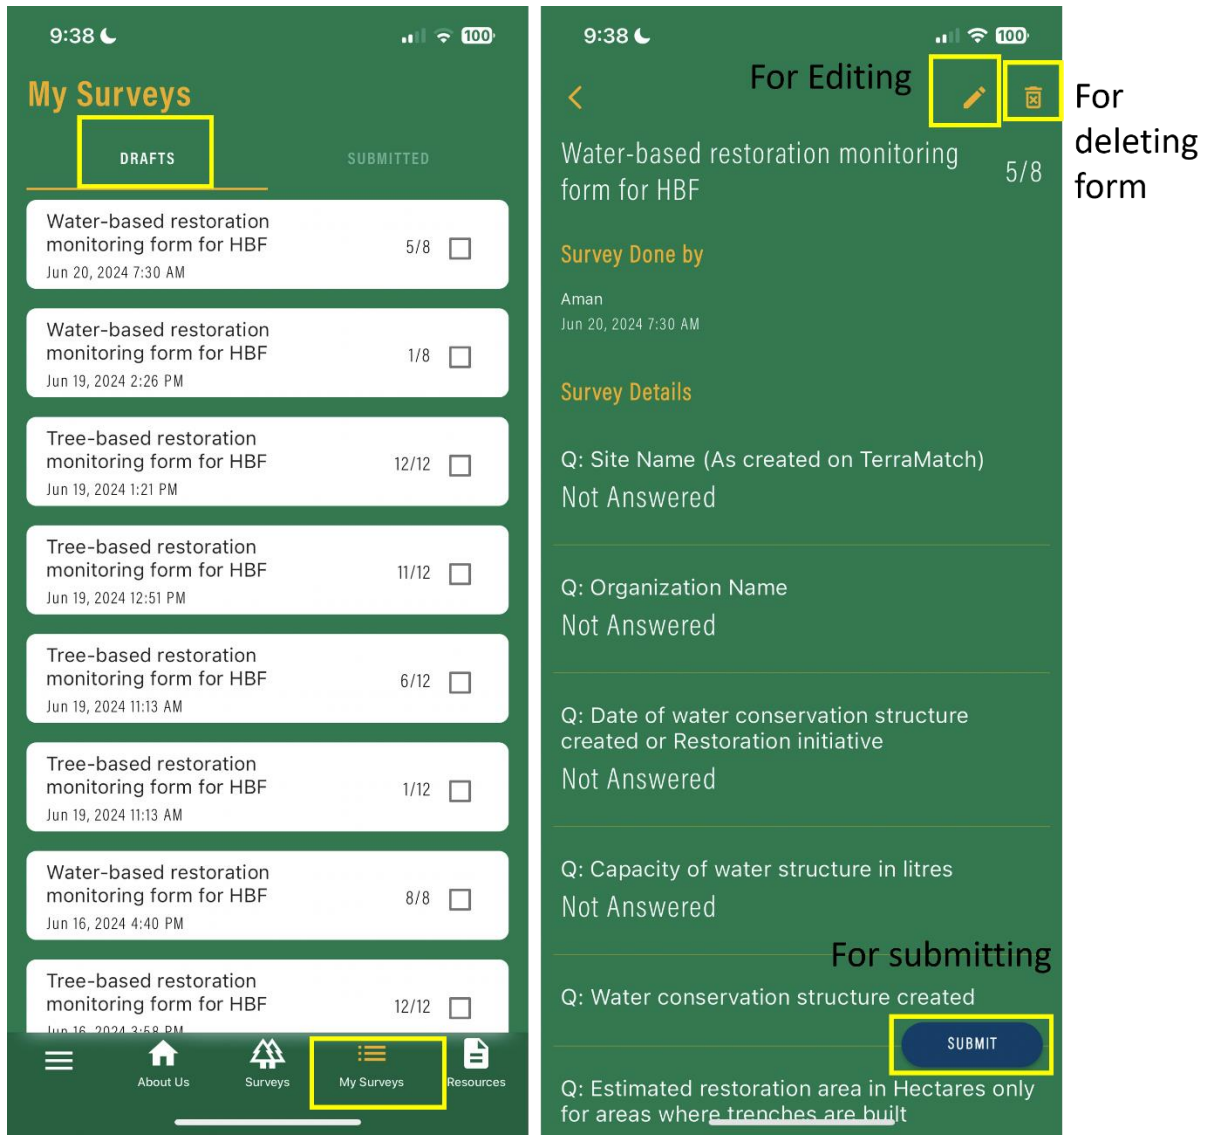 9:38
100
My Surveys
DRAFTS
SUBMITTED
Water-based restoration
monitoring form for HBF
5/8
Jun 20, 2024 7:30 AM
Water-based restoration
monitoring form for HBF
1/8
Jun 19, 2024 2:26 PM
Tree-based restoration
monitoring form for HBF
12/12
Jun 19, 2024 1:21 PM
Tree-based restoration
monitoring form for HBF
11/12
Jun 19, 2024 12:51 PM
Tree-based restoration
monitoring form for HBF
6/12
Jun 19, 2024 11:13 AM
Tree-based restoration
monitoring form for HBF
1/12
Jun 19, 2024 11:13 AM
Water-based restoration
monitoring form for HBF
8/8
Jun 16, 2024 4:40 PM
Tree-based restoration
monitoring form for HBF
12/12
Jun 16, 2024 3:58 PM
About Us
Surveys
My Surveys
Resources
9:38
100
For Editing
For
deleting
form
Water-based restoration monitoring
form for HBF
5/8
Survey Done by
Aman
Jun 20, 2024 7:30 AM
Survey Details
Q: Site Name (As created on TerraMatch)
Not Answered
Q: Organization Name
Not Answered
Q: Date of water conservation structure
created or Restoration initiative
Not Answered
Q: Capacity of water structure in litres
Not Answered
For submitting
Q: Water conservation structure created
SUBMIT
Q: Estimated restoration area in Hectares only
for areas where trenches are built